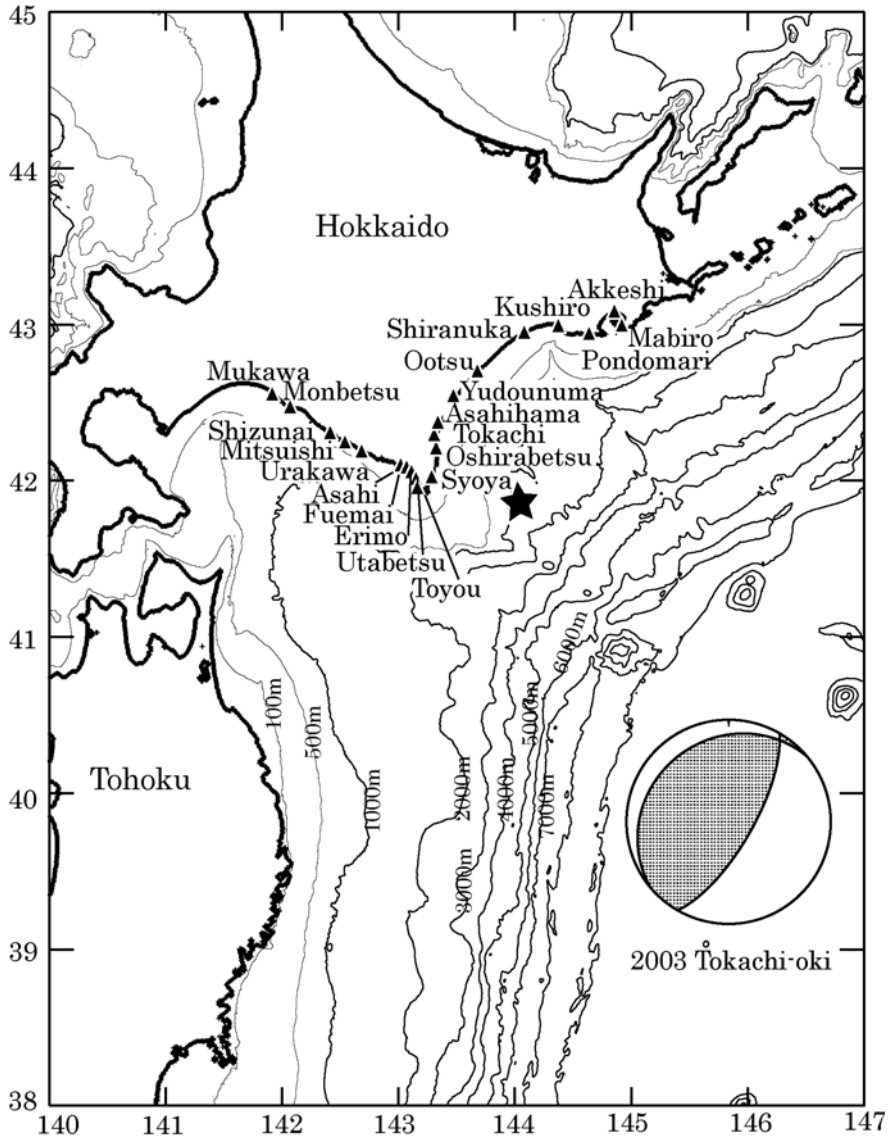 45
44
Hokkaido
Akkeshi
Kushiro
43
Shiranuka
Mabiro
Pondomari
Ootsu
Mukawa
Yudounuma
Monbetsu
Asahihama
Shizunai
Tokachi
Mitsuishi
Oshirabetsu
Urakawa
42
Syoya
Asahi
Fuemai
Erimo
Utabetsu
Toyou
41
6000m
100m
500m
5000m
1000m
2000m
4000m
7000m
Tohoku
40
3000m
39
2003 Tokachi-oki
38
140
141
142
143
144
145
146
147